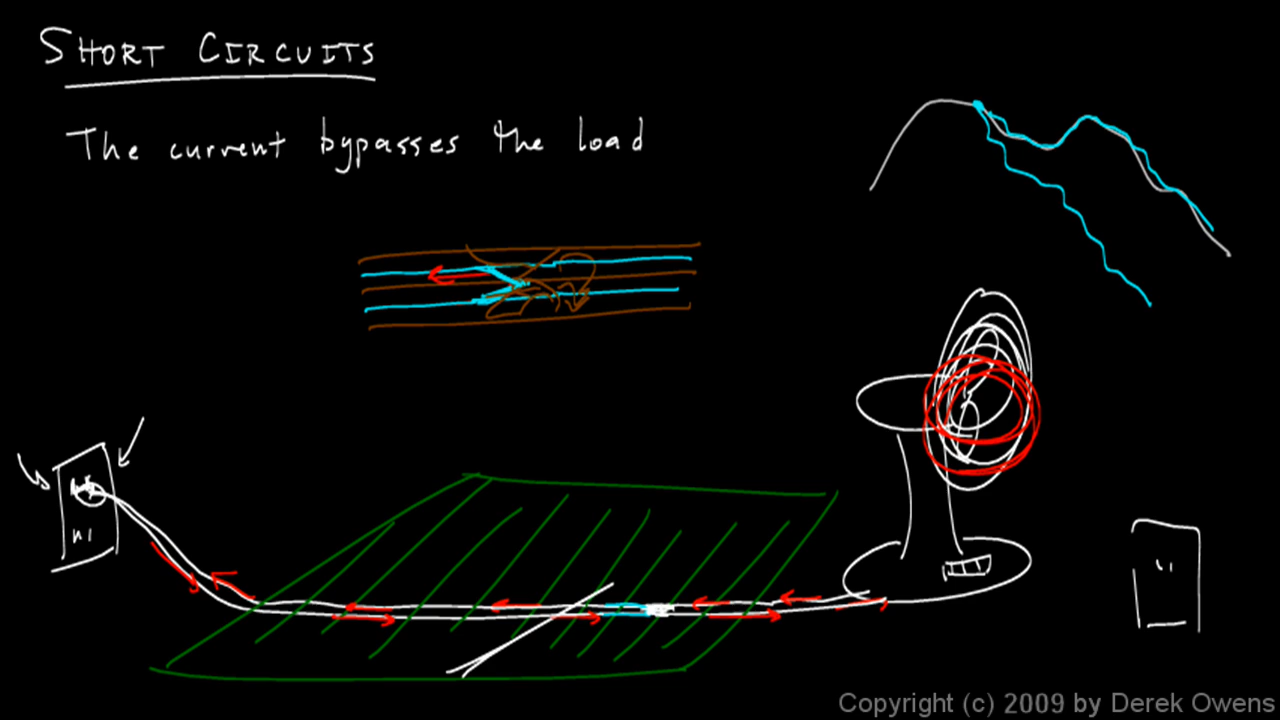 SHORT CIRCUITS
The current bypasses the load
Copyright (c) 2009 by Derek Owens